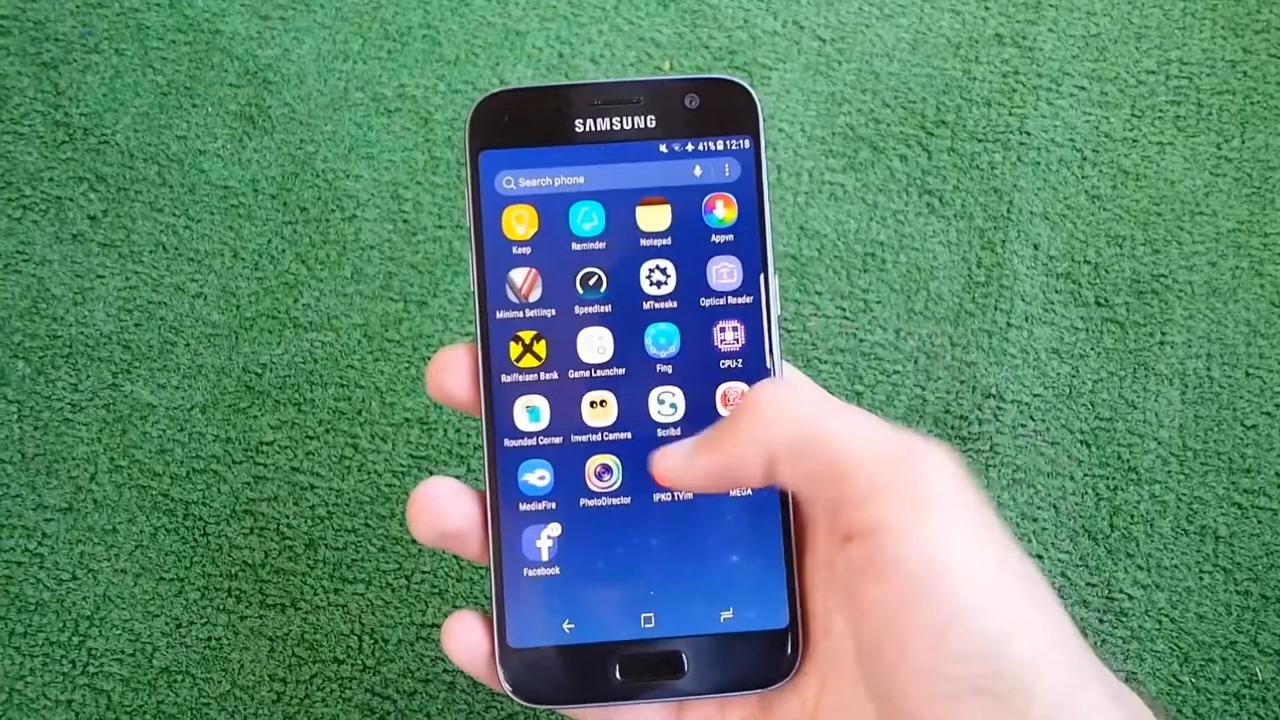 SAMSUNG
41% 12:18
Search phone
Keep Reminder Notepad Appvn
Minima Settings Speedtest MTweaks Optical Reader
Raiffeisen Bank Game Launcher Fing CPU-Z
Rounded Corner Inverted Camera Scribd
MediaFire PhotoDirector IPKO TVim MEGA
Facebook